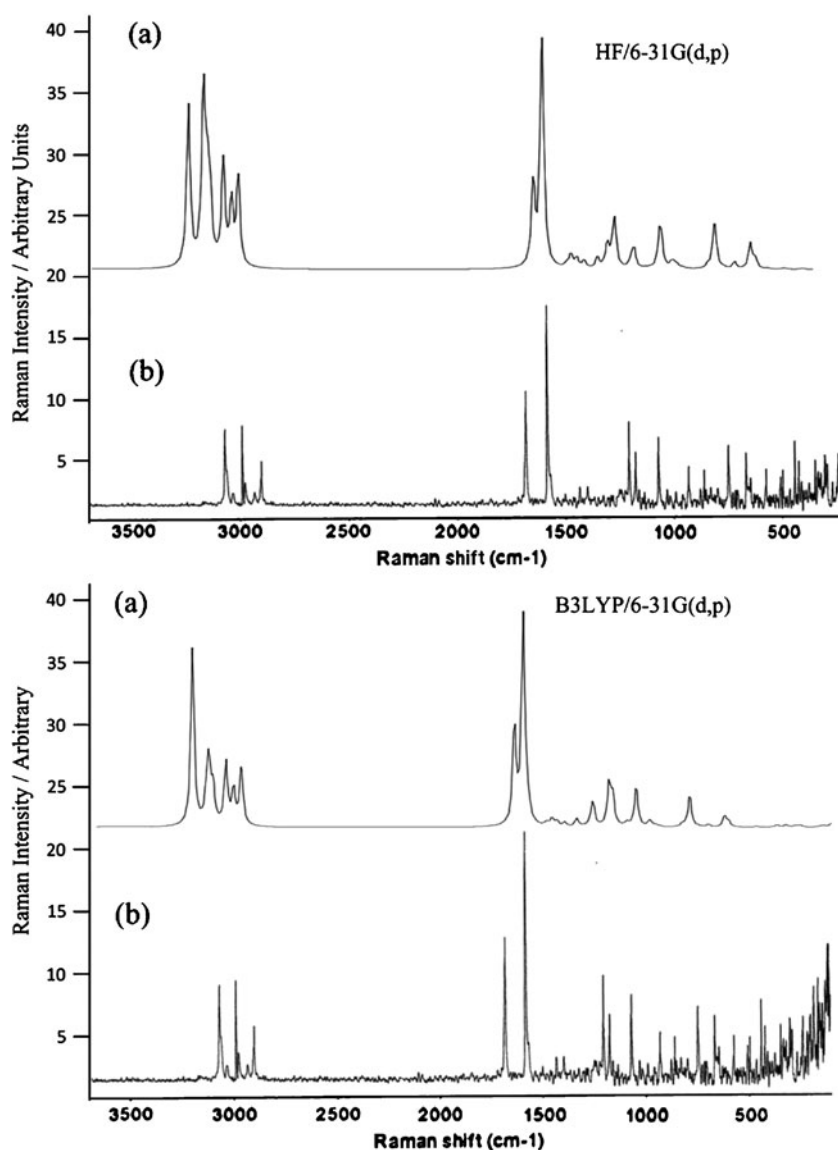 40
(a)
HF/6-31G(d,p)
35
30
25
20
15
(b)
10
5
Raman Intensity / Arbitrary Units
3500 3000 2500 2000 1500 1000 500
Raman shift (cm-1)
40
(a)
B3LYP/6-31G(d,p)
35
30
25
20
(b)
15
10
5
Raman Intensity / Arbitrary
3500 3000 2500 2000 1500 1000 500
Raman shift (cm-1)